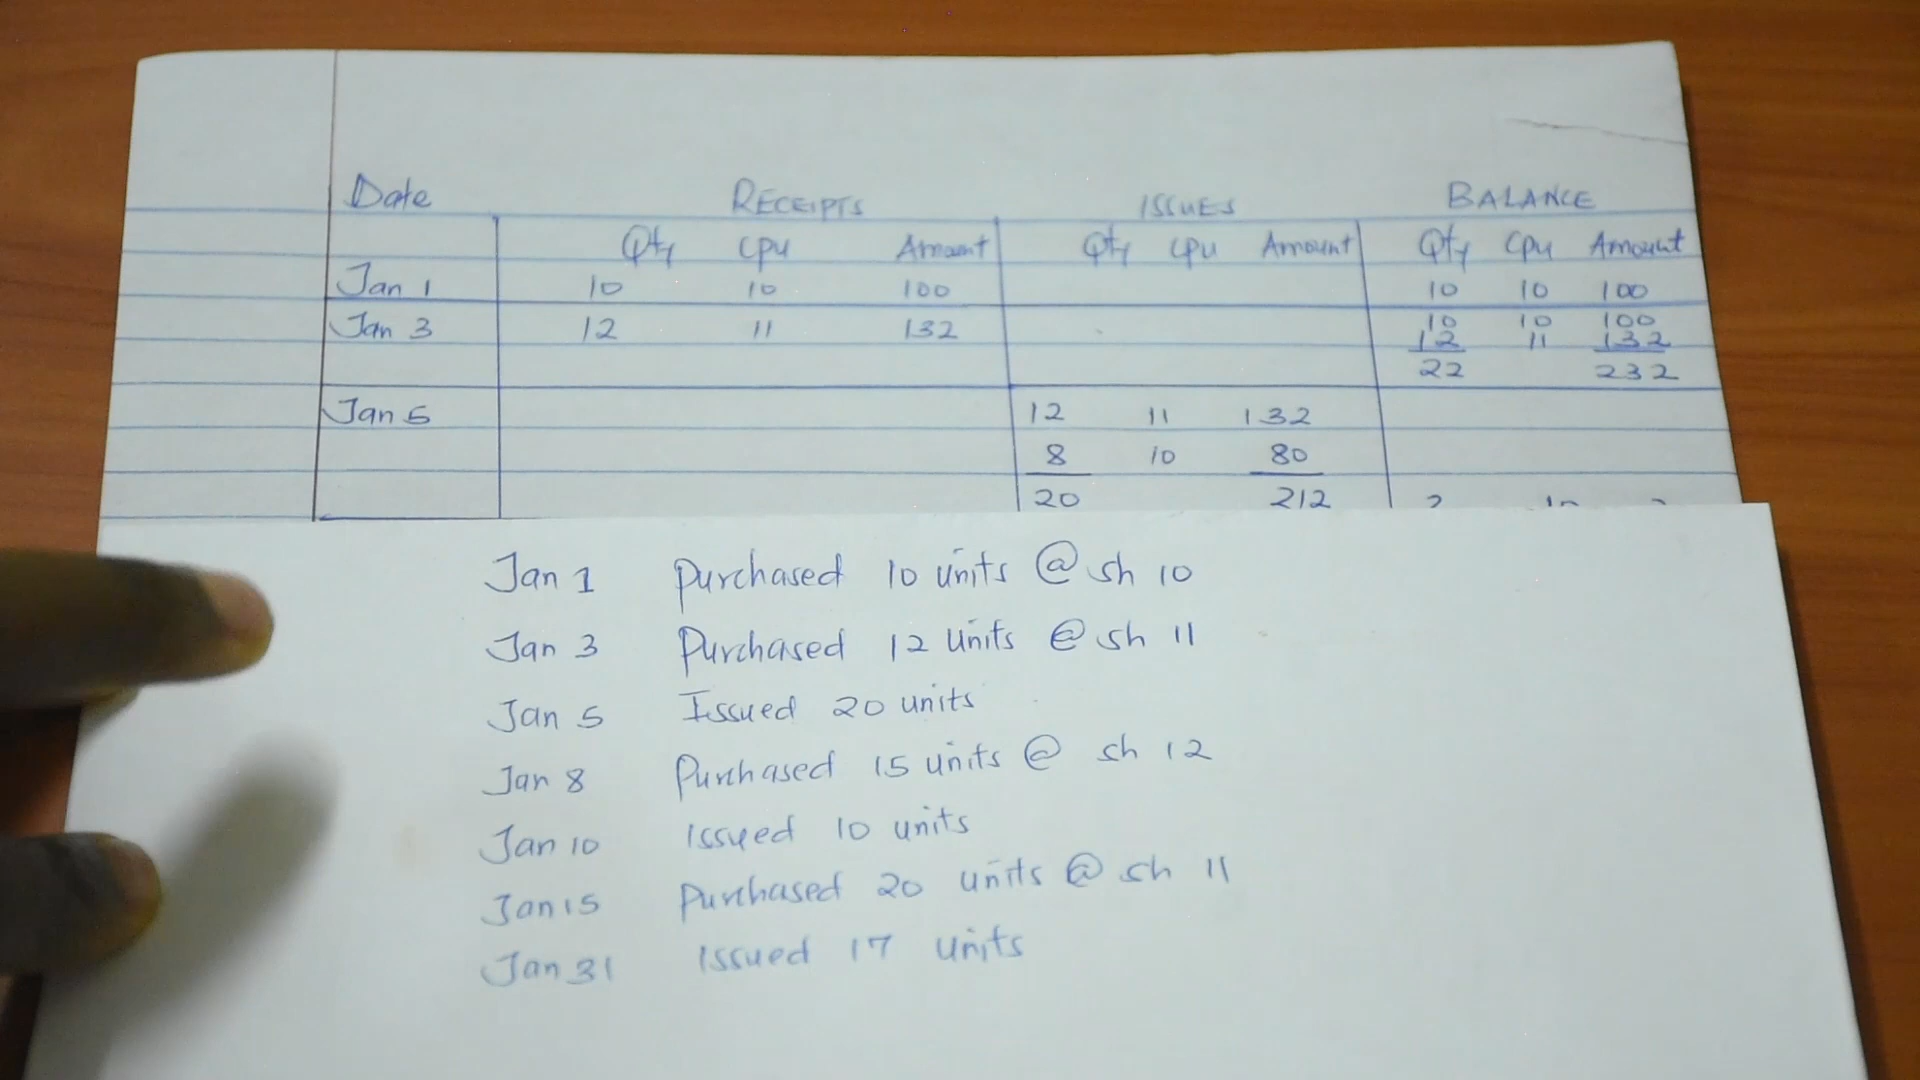 Date RECEIPTS ISSUES BALANCE
Qty cpu Amount Qty cpu Amount Qty cpu Amount
Jan 1 10 10 100 10 10 100
Jan 3 12 11 132 10 10 100
12 11 132
22 232
Jan 5 12 11 132
8 10 80
20 212
Jan 1 Purchased 10 units @ sh 10
Jan 3 Purchased 12 units @ sh 11
Jan 5 Issued 20 units
Jan 8 Purchased 15 units @ sh 12
Jan 10 Issued 10 units
Jan 15 Purchased 20 units @ sh 11
Jan 31 Issued 17 units